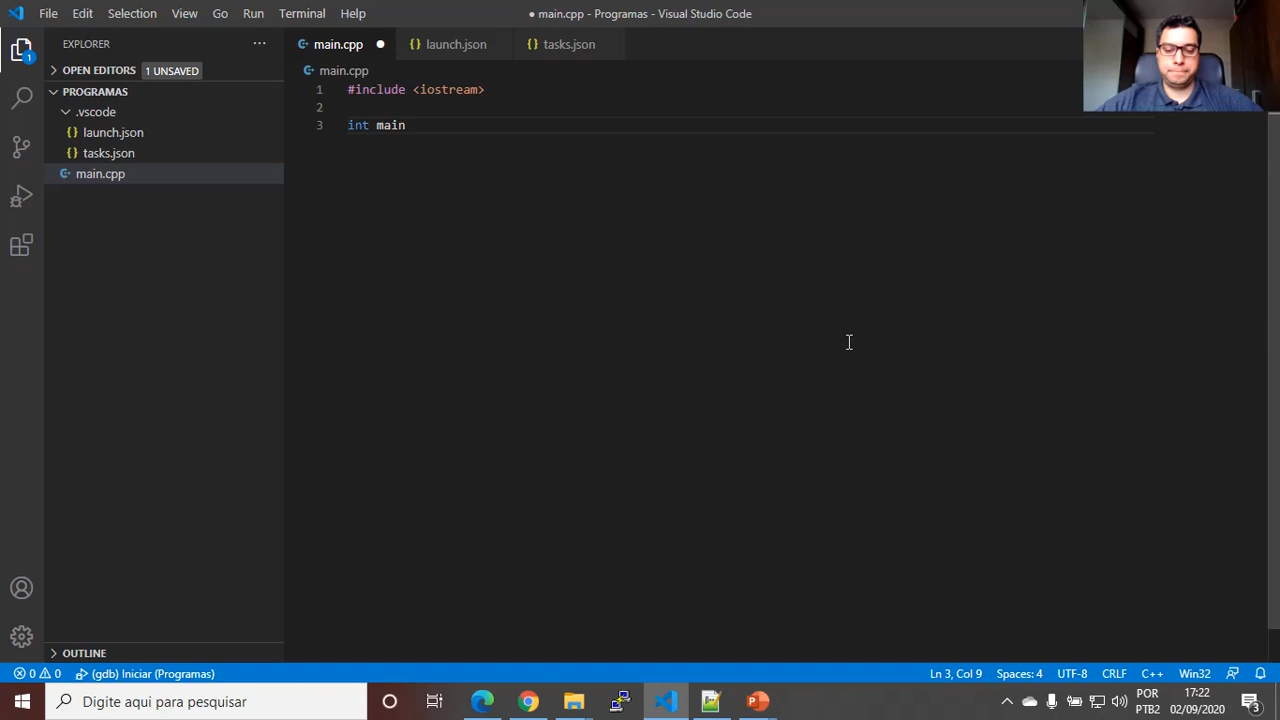 File Edit Selection View Go Run Terminal Help ● main.cpp - Programas - Visual Studio Code
EXPLORER ···
main.cpp ● {} launch.json {} tasks.json
OPEN EDITORS 1 UNSAVED
main.cpp
PROGRAMAS
.vscode
{} launch.json
{} tasks.json
main.cpp
1 #include <iostream>
2
3 int main
1
OUTLINE
0 0 (gdb) Iniciar (Programas) Ln 3, Col 9 Spaces: 4 UTF-8 CRLF C++ Win32
Digite aqui para pesquisar
POR 17:22
PTB2 02/09/2020 3